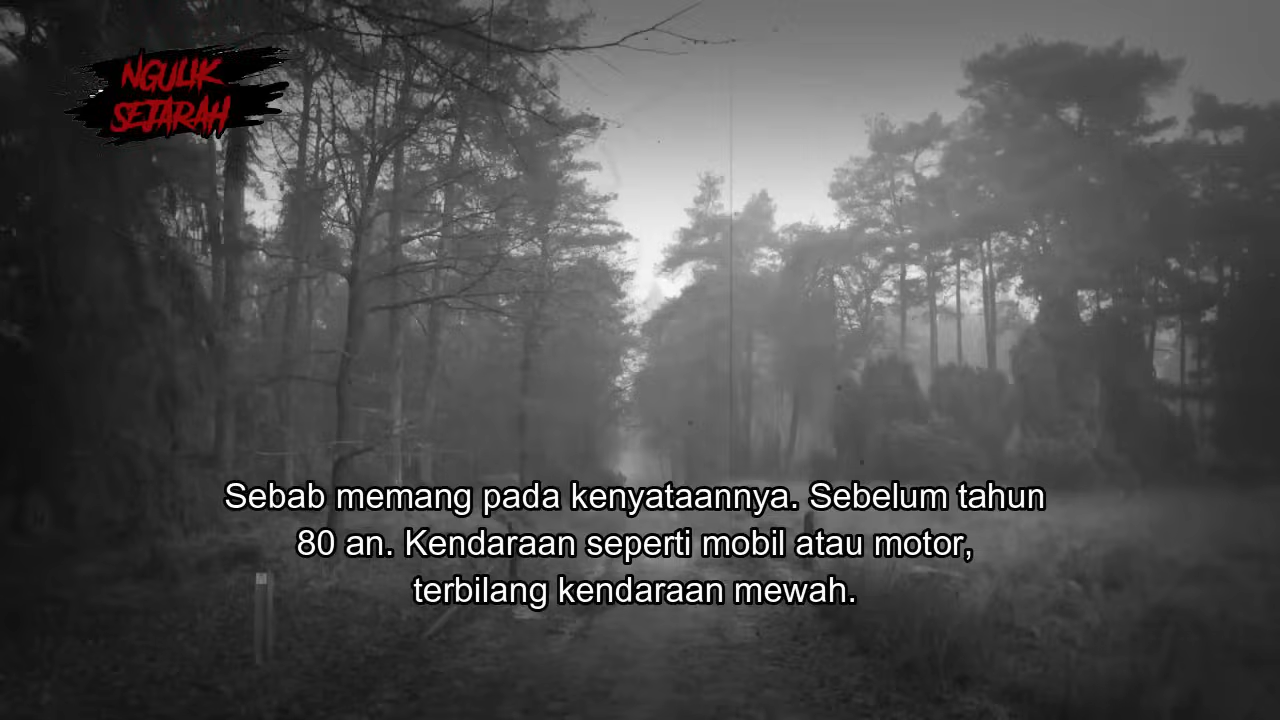 NGULIK
SEJARAH
Sebab memang pada kenyataannya. Sebelum tahun
80 an. Kendaraan seperti mobil atau motor,
terbilang kendaraan mewah.